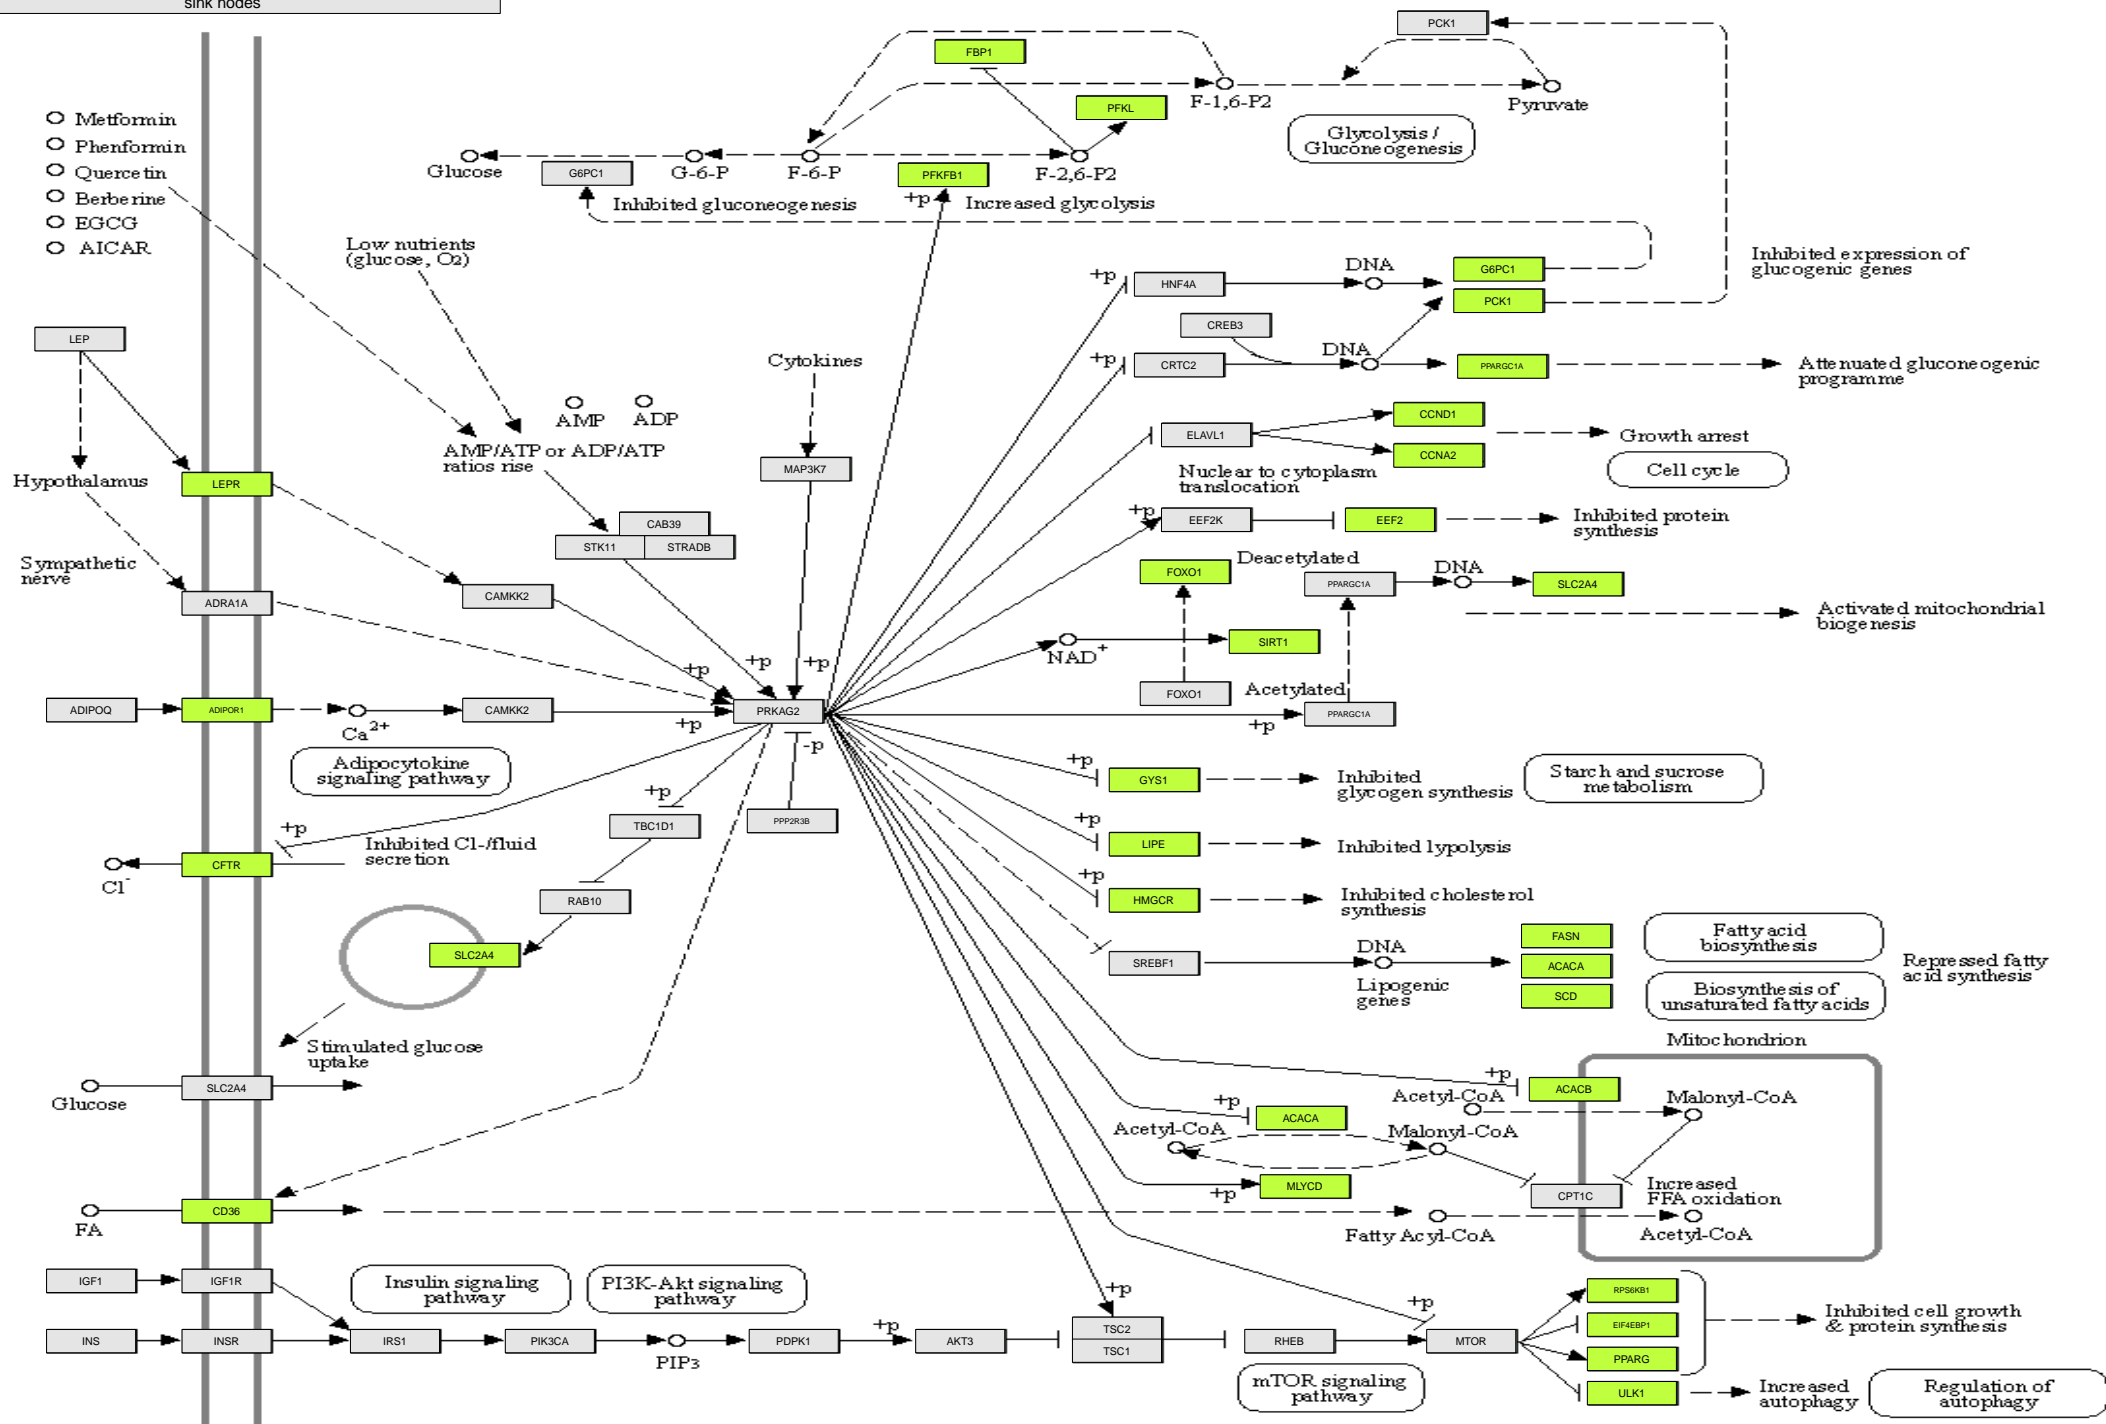 sink nodes
PCK1
FBP1
F-1,6-P2
Pyruvate
PFKL
Glycolysis /
Gluconeogenesis
Metformin
Phenformin
Quercetin
Berberine
EGCG
AICAR
Glucose
G6PC1
G-6-P
F-6-P
PFKFB1
F-2,6-P2
Inhibited gluconeogenesis
+p
Increased glycolysis
Low nutrients
(glucose, O2)
+p
HNF4A
DNA
G6PC1
PCK1
Inhibited expression of
glucogenic genes
CREB3
+p
CRTC2
DNA
PPARGC1A
Attenuated gluconeogenic
programme
LEP
Cytokines
AMP
ADP
AMP/ATP or ADP/ATP
ratios rise
MAP3K7
ELAVL1
CCND1
CCNA2
Growth arrest
Cell cycle
Nuclear to cytoplasm
translocation
Hypothalamus
LEPR
CAB39
STK11
STRADB
+p
EEF2K
EEF2
Inhibited protein
synthesis
Sympathetic
nerve
ADRA1A
CAMKK2
FOXO1
Deacetylated
PPARGC1A
DNA
SLC2A4
Activated mitochondrial
biogenesis
NAD+
SIRT1
FOXO1
Acetylated
PPARGC1A
+p
+p
+p
+p
ADIPOQ
ADIPOR1
Ca2+
CAMKK2
+p
PRKAG2
-p
Adipocytokine
signaling pathway
+p
GYS1
Inhibited
glycogen synthesis
Starch and sucrose
metabolism
+p
TBC1D1
PPP2R3B
+p
CFTR
Cl-
Inhibited Cl-/fluid
secretion
+p
LIPE
Inhibited lypolysis
RAB10
+p
HMGCR
Inhibited cholesterol
synthesis
SLC2A4
SREBF1
DNA
Lipogenic
genes
FASN
ACACA
SCD
Fatty acid
biosynthesis
Biosynthesis of
unsaturated fatty acids
Repressed fatty
acid synthesis
Stimulated glucose
uptake
Mitochondrion
Glucose
SLC2A4
+p
ACACB
Acetyl-CoA
Malonyl-CoA
+p
ACACA
Acetyl-CoA
Malonyl-CoA
+p
MLYCD
CPT1C
Increased
FFA oxidation
FA
CD36
Fatty Acyl-CoA
Acetyl-CoA
IGF1
IGF1R
Insulin signaling
pathway
PI3K-Akt signaling
pathway
+p
+p
RPS6KB1
EIF4EBP1
PPARG
ULK1
Inhibited cell growth
& protein synthesis
INS
INSR
IRS1
PIK3CA
PIP3
PDPK1
+p
AKT3
TSC2
TSC1
RHEB
MTOR
mTOR signaling
pathway
Increased
autophagy
Regulation of
autophagy